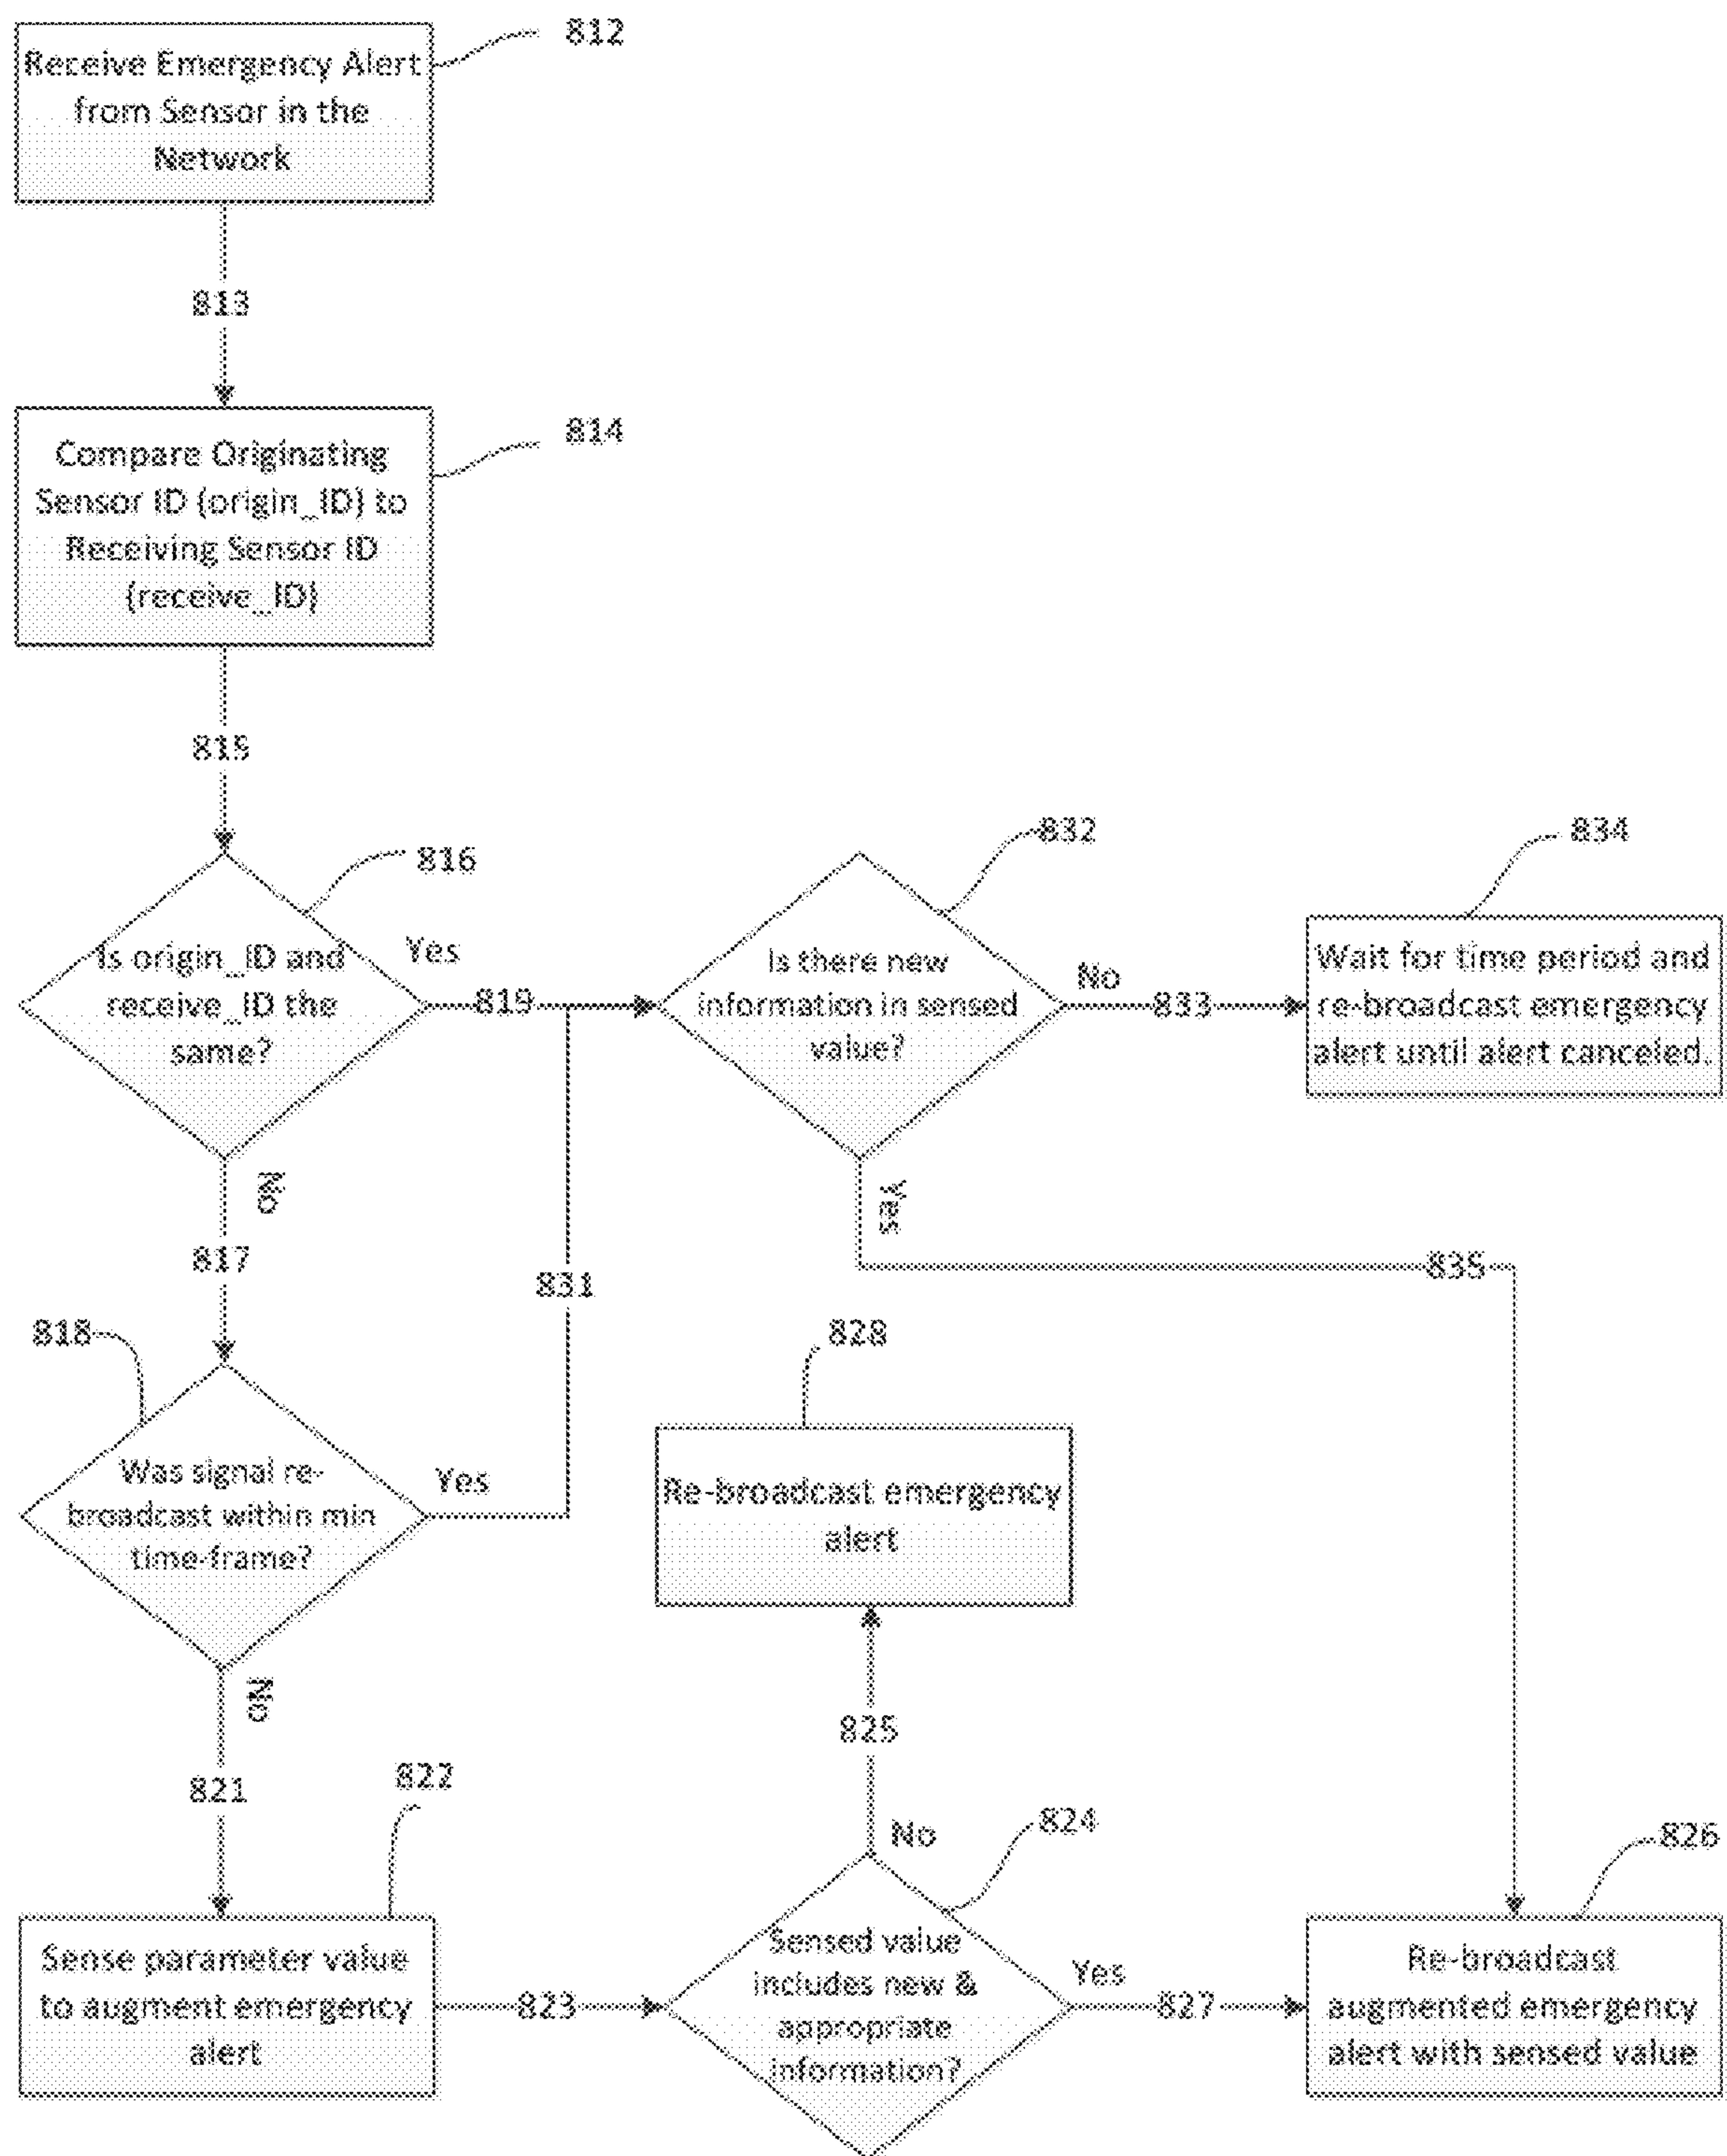 812
Receive Emergency Alert
from Sensor in the
Network
813
814
Compare Originating
Sensor ID (origin_ID) to
Receiving Sensor ID
(receive_ID)
815
816
Is origin_ID and
receive_ID the
same?
Yes
819
832
Is there new
information in sensed
value?
No
833
834
Wait for time period and
re-broadcast emergency
alert until alert canceled.
No
817
831
Yes
835
818
Was signal re-
broadcast within min
time-frame?
Yes
828
Re-broadcast emergency
alert
No
821
822
Sense parameter value
to augment emergency
alert
823
825
No
824
Sensed value
includes new &
appropriate
information?
Yes
827
826
Re-broadcast
augmented emergency
alert with sensed value